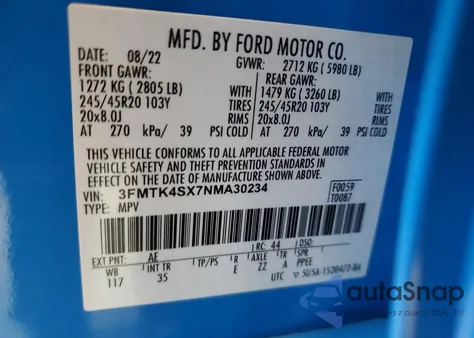 MFD. BY FORD MOTOR CO.
DATE: 08/22 GVWR: 2712 KG (5980 LB)
FRONT GAWR: REAR GAWR:
1272 KG (2805 LB) 1479 KG (3260 LB)
245/45R20 103Y WITH TIRES 245/45R20 103Y WITH TIRES
20x8.0J RIMS 20x8.0J RIMS
AT 270 kPa/ 39 PSI COLD AT 270 kPa/ 39 PSI COLD
THIS VEHICLE CONFORMS TO ALL APPLICABLE FEDERAL MOTOR
VEHICLE SAFETY AND THEFT PREVENTION STANDARDS IN
EFFECT ON THE DATE OF MANUFACTURE SHOWN ABOVE.
VIN: 3FMTK4SX7NMA30234 F0059
TYPE: MPV T0087
EXT PNT: AE RC: 44 DSO:
WB INT TR TP/PS R AXLE TR SPR
117 35 E ZZ A PPEE
UTC
autoSnap